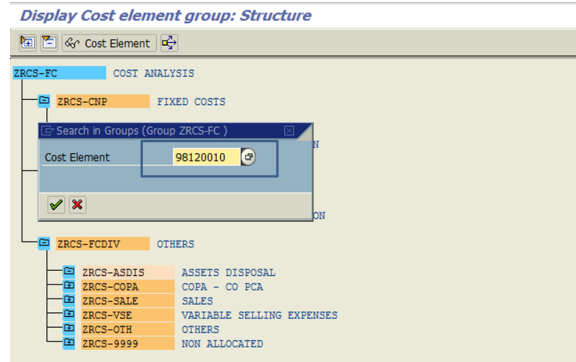 Display Cost element group: Structure
Cost Element
ZRCS-FC COST ANALYSIS
ZRCS-CNP FIXED COSTS
Search in Groups (Group ZRCS-FC )
N
Cost Element 98120010
ON
ZRCS-FCDIV OTHERS
ZRCS-ASDIS ASSETS DISPOSAL
ZRCS-COPA COPA - CO PCA
ZRCS-SALE SALES
ZRCS-VSE VARIABLE SELLING EXPENSES
ZRCS-OTH OTHERS
ZRCS-9999 NON ALLOCATED